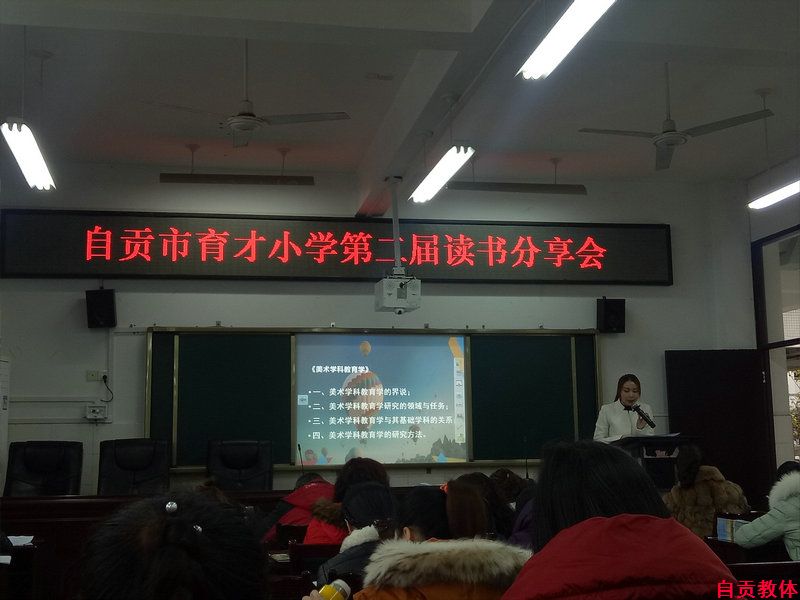 自贡市育才小学第二届读书分享会
《美术学科教育学》
一、美术学科教育学的界说；
二、美术学科教育学研究的领域与任务；
三、美术学科教育学与其基础学科的关系
四、美术学科教育学的研究方法。
自贡教体